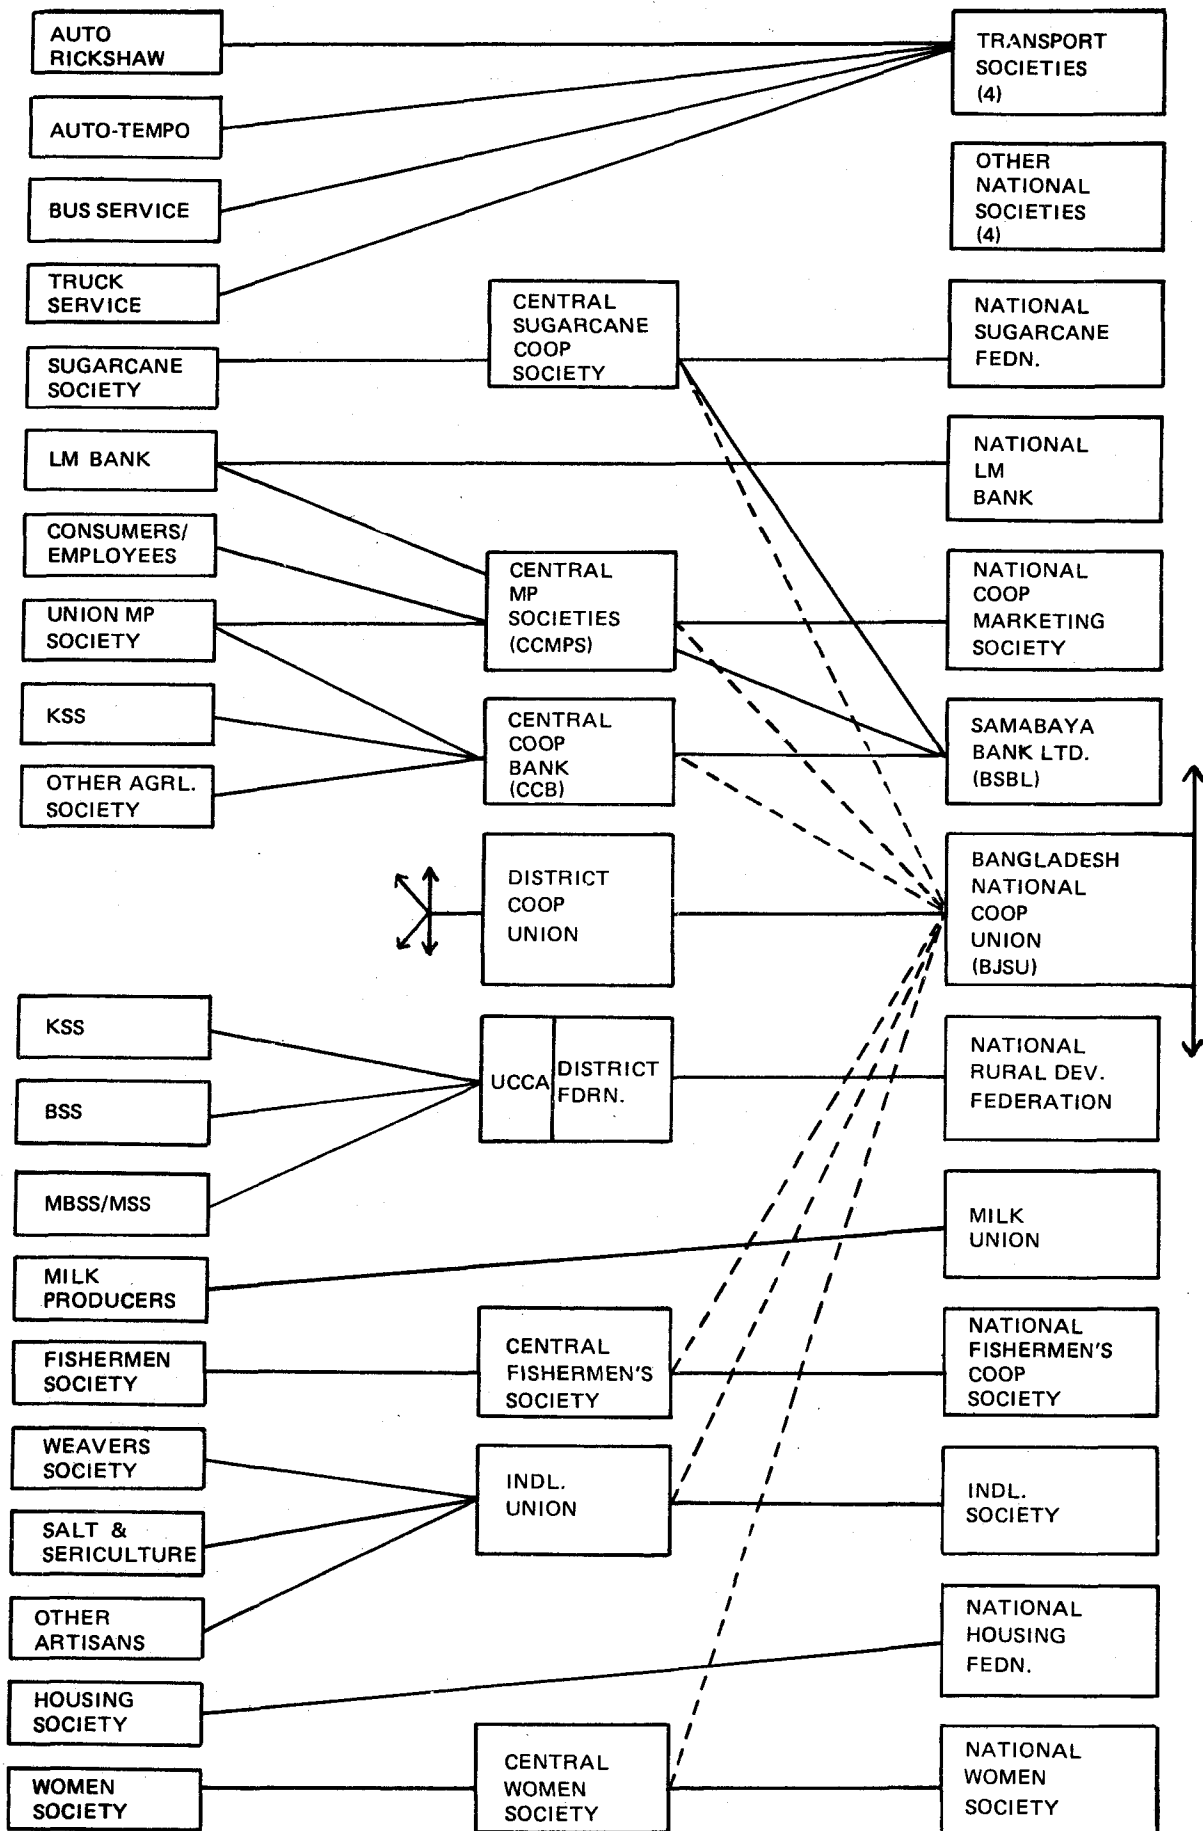 AUTO
RICKSHAW
AUTO-TEMPO
BUS SERVICE
TRUCK
SERVICE
SUGARCANE
SOCIETY
LM BANK
CONSUMERS/
EMPLOYEES
UNION MP
SOCIETY
KSS
OTHER AGRL.
SOCIETY
KSS
BSS
MBSS/MSS
MILK
PRODUCERS
FISHERMEN
SOCIETY
WEAVERS
SOCIETY
SALT &
SERICULTURE
OTHER
ARTISANS
HOUSING
SOCIETY
WOMEN
SOCIETY
CENTRAL
SUGARCANE
COOP
SOCIETY
CENTRAL
MP
SOCIETIES
(CCMPS)
CENTRAL
COOP
BANK
(CCB)
DISTRICT
COOP
UNION
UCCA
DISTRICT
FDRN.
CENTRAL
FISHERMEN'S
SOCIETY
INDL.
UNION
CENTRAL
WOMEN
SOCIETY
TRANSPORT
SOCIETIES
(4)
OTHER
NATIONAL
SOCIETIES
(4)
NATIONAL
SUGARCANE
FEDN.
NATIONAL
LM
BANK
NATIONAL
COOP
MARKETING
SOCIETY
SAMABAYA
BANK LTD.
(BSBL)
BANGLADESH
NATIONAL
COOP
UNION
(BJSU)
NATIONAL
RURAL DEV.
FEDERATION
MILK
UNION
NATIONAL
FISHERMEN'S
COOP
SOCIETY
INDL.
SOCIETY
NATIONAL
HOUSING
FEDN.
NATIONAL
WOMEN
SOCIETY